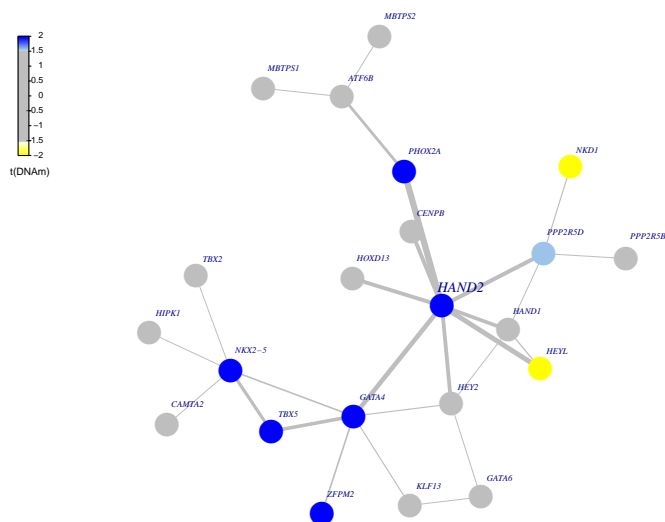 MBTPS2
2
1.5
1
0.5
0
−0.5
−1
−1.5
−2
t(DNAm)
MBTPS1
ATF6B
PHOX2A
NKD1
CENPB
PPP2R5D
PPP2R5B
TBX2
HOXD13
HAND2
HIPK1
HAND1
NKX2−5
HEYL
HEY2
GATA4
CAMTA2
TBX5
GATA6
KLF13
ZFPM2